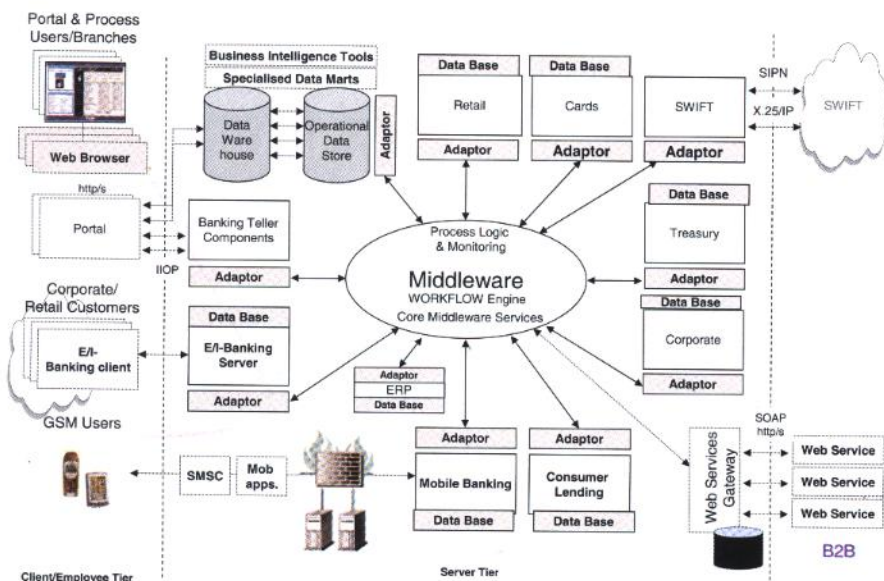 Portal & Process
Users/Branches
Web Browser
http/s
Portal
IIOP
Corporate/
Retail Customers
E/I-
Banking client
GSM Users
Client/Employee Tier
Business Intelligence Tools
Specialised Data Marts
Data
Ware
house
Operational
Data
Store
Adaptor
Banking Teller
Components
Adaptor
Data Base
E/I-Banking
Server
Adaptor
SMSC
Mob
apps.
Data Base
Retail
Adaptor
Data Base
Cards
Adaptor
SWIFT
Adaptor
SIPN
X.25/IP
SWIFT
Process Logic
& Monitoring
Middleware
WORKFLOW Engine
Core Middleware Services
Data Base
Treasury
Adaptor
Data Base
Corporate
Adaptor
Adaptor
ERP
Data Base
Adaptor
Mobile Banking
Data Base
Adaptor
Consumer
Lending
Data Base
Web Services
Gateway
SOAP
http/s
Web Service
Web Service
Web Service
B2B
Server Tier